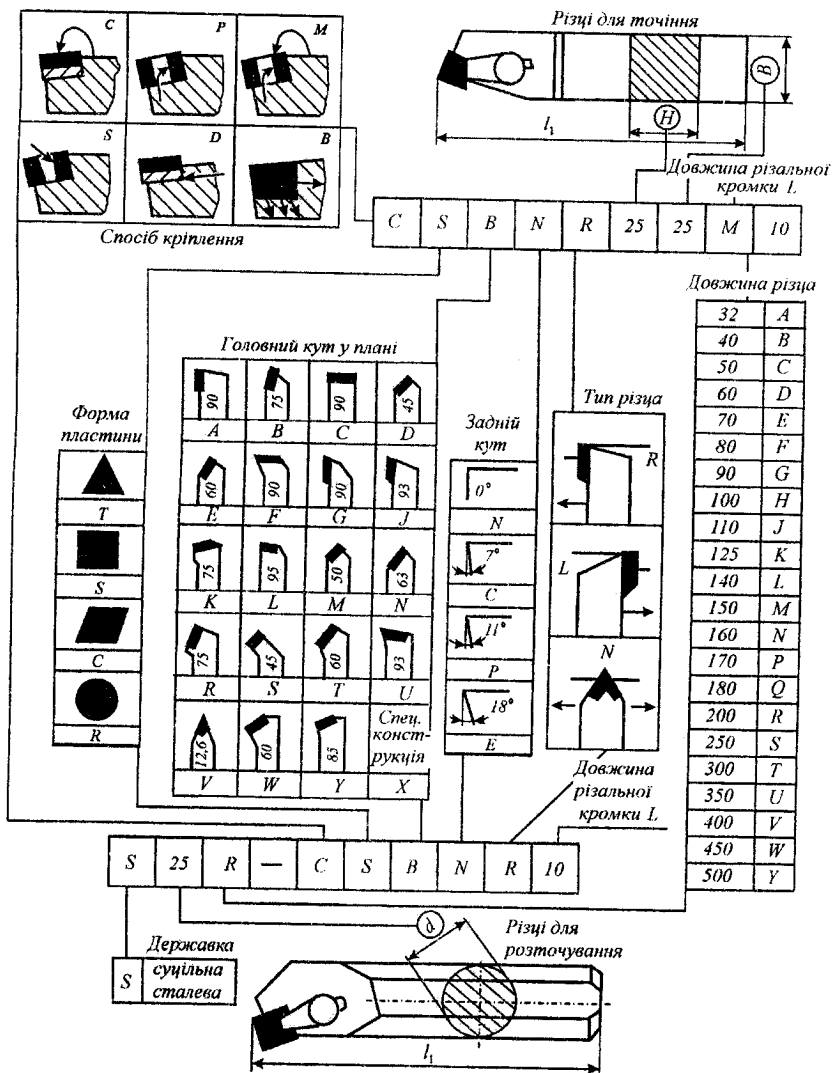 C
P
M
S
D
B
Спосіб кріплення
Різці для точіння
B
H
l₁
Довжина різальної
кромки L
C S B N R 25 25 M 10
Довжина різца
32 A
40 B
50 C
60 D
70 E
80 F
90 G
100 H
110 J
125 K
140 L
150 M
160 N
170 P
180 Q
200 R
250 S
300 T
350 U
400 V
450 W
500 Y
Форма
пластини
T
S
C
R
Головний кут у плані
90 75 90 45
A B C D
60 90 90 93
E F G J
75 95 50 63
K L M N
75 45 60 93
R S T U
12,6 60 85
Спец.
конст-
рукція
V W Y X
Задній
кут
0°
N
7°
C
11°
P
18°
E
Тип різца
R
L
N
Довжина
різальної
кромки L
S 25 R — C S B N R 10
d
Державка
S суцільна
сталева
Різці для
розточування
l₁